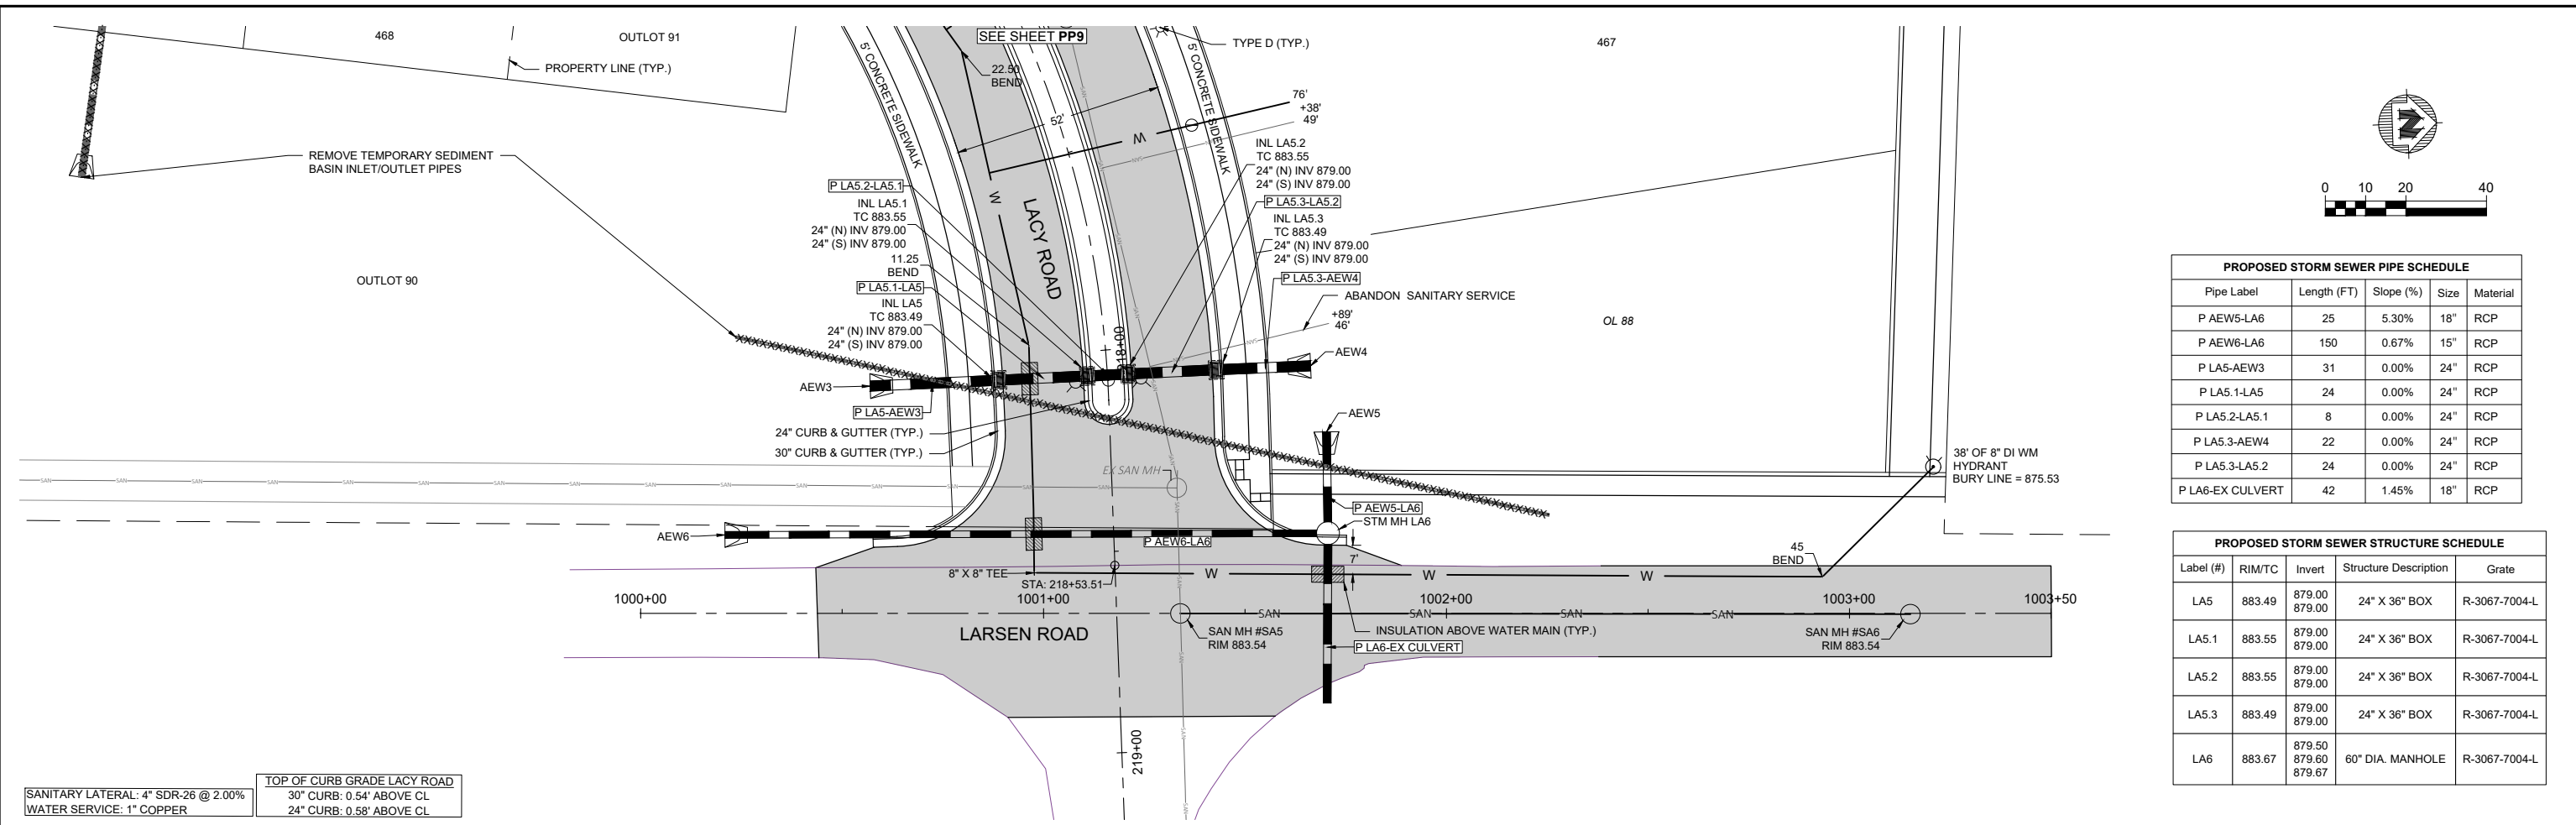 468
OUTLOT 91
PROPERTY LINE (TYP.)
SEE SHEET PP9
22.50
BEND
5' CONCRETE SIDEWALK
5' CONCRETE SIDEWALK
TYPE D (TYP.)
467
52'
76'
+38'
49'
W
SAN
REMOVE TEMPORARY SEDIMENT
BASIN INLET/OUTLET PIPES
OUTLOT 90
P LA5.2-LA5.1
INL LA5.1
TC 883.55
24" (N) INV 879.00
24" (S) INV 879.00
11.25
BEND
P LA5.1-LA5
INL LA5
TC 883.49
24" (N) INV 879.00
24" (S) INV 879.00
W
LACY ROAD
218+00
INL LA5.2
TC 883.55
24" (N) INV 879.00
24" (S) INV 879.00
P LA5.3-LA5.2
INL LA5.3
TC 883.49
24" (N) INV 879.00
24" (S) INV 879.00
P LA5.3-AEW4
ABANDON SANITARY SERVICE
+89'
46'
OL 88
AEW4
AEW3
P LA5-AEW3
24" CURB & GUTTER (TYP.)
30" CURB & GUTTER (TYP.)
EX SAN MH
AEW5
P AEW5-LA6
STM MH LA6
AEW6
P AEW6-LA6
7'
8" X 8" TEE
STA: 218+53.51
W W W
45
BEND
38' OF 8" DI WM
HYDRANT
BURY LINE = 875.53
1000+00
1001+00
1002+00
1003+00
1003+50
SAN SAN SAN SAN
LARSEN ROAD
SAN MH #SA5
RIM 883.54
INSULATION ABOVE WATER MAIN (TYP.)
P LA6-EX CULVERT
SAN MH #SA6
RIM 883.54
219+00
SANITARY LATERAL: 4" SDR-26 @ 2.00%
WATER SERVICE: 1" COPPER
TOP OF CURB GRADE LACY ROAD
30" CURB: 0.54' ABOVE CL
24" CURB: 0.58' ABOVE CL
N
0 10 20 40
PROPOSED STORM SEWER PIPE SCHEDULE
Pipe Label Length (FT) Slope (%) Size Material
P AEW5-LA6 25 5.30% 18" RCP
P AEW6-LA6 150 0.67% 15" RCP
P LA5-AEW3 31 0.00% 24" RCP
P LA5.1-LA5 24 0.00% 24" RCP
P LA5.2-LA5.1 8 0.00% 24" RCP
P LA5.3-AEW4 22 0.00% 24" RCP
P LA5.3-LA5.2 24 0.00% 24" RCP
P LA6-EX CULVERT 42 1.45% 18" RCP
PROPOSED STORM SEWER STRUCTURE SCHEDULE
Label (#) RIM/TC Invert Structure Description Grate
LA5 883.49 879.00 879.00 24" X 36" BOX R-3067-7004-L
LA5.1 883.55 879.00 879.00 24" X 36" BOX R-3067-7004-L
LA5.2 883.55 879.00 879.00 24" X 36" BOX R-3067-7004-L
LA5.3 883.49 879.00 879.00 24" X 36" BOX R-3067-7004-L
LA6 883.67 879.50 879.60 879.67 60" DIA. MANHOLE R-3067-7004-L